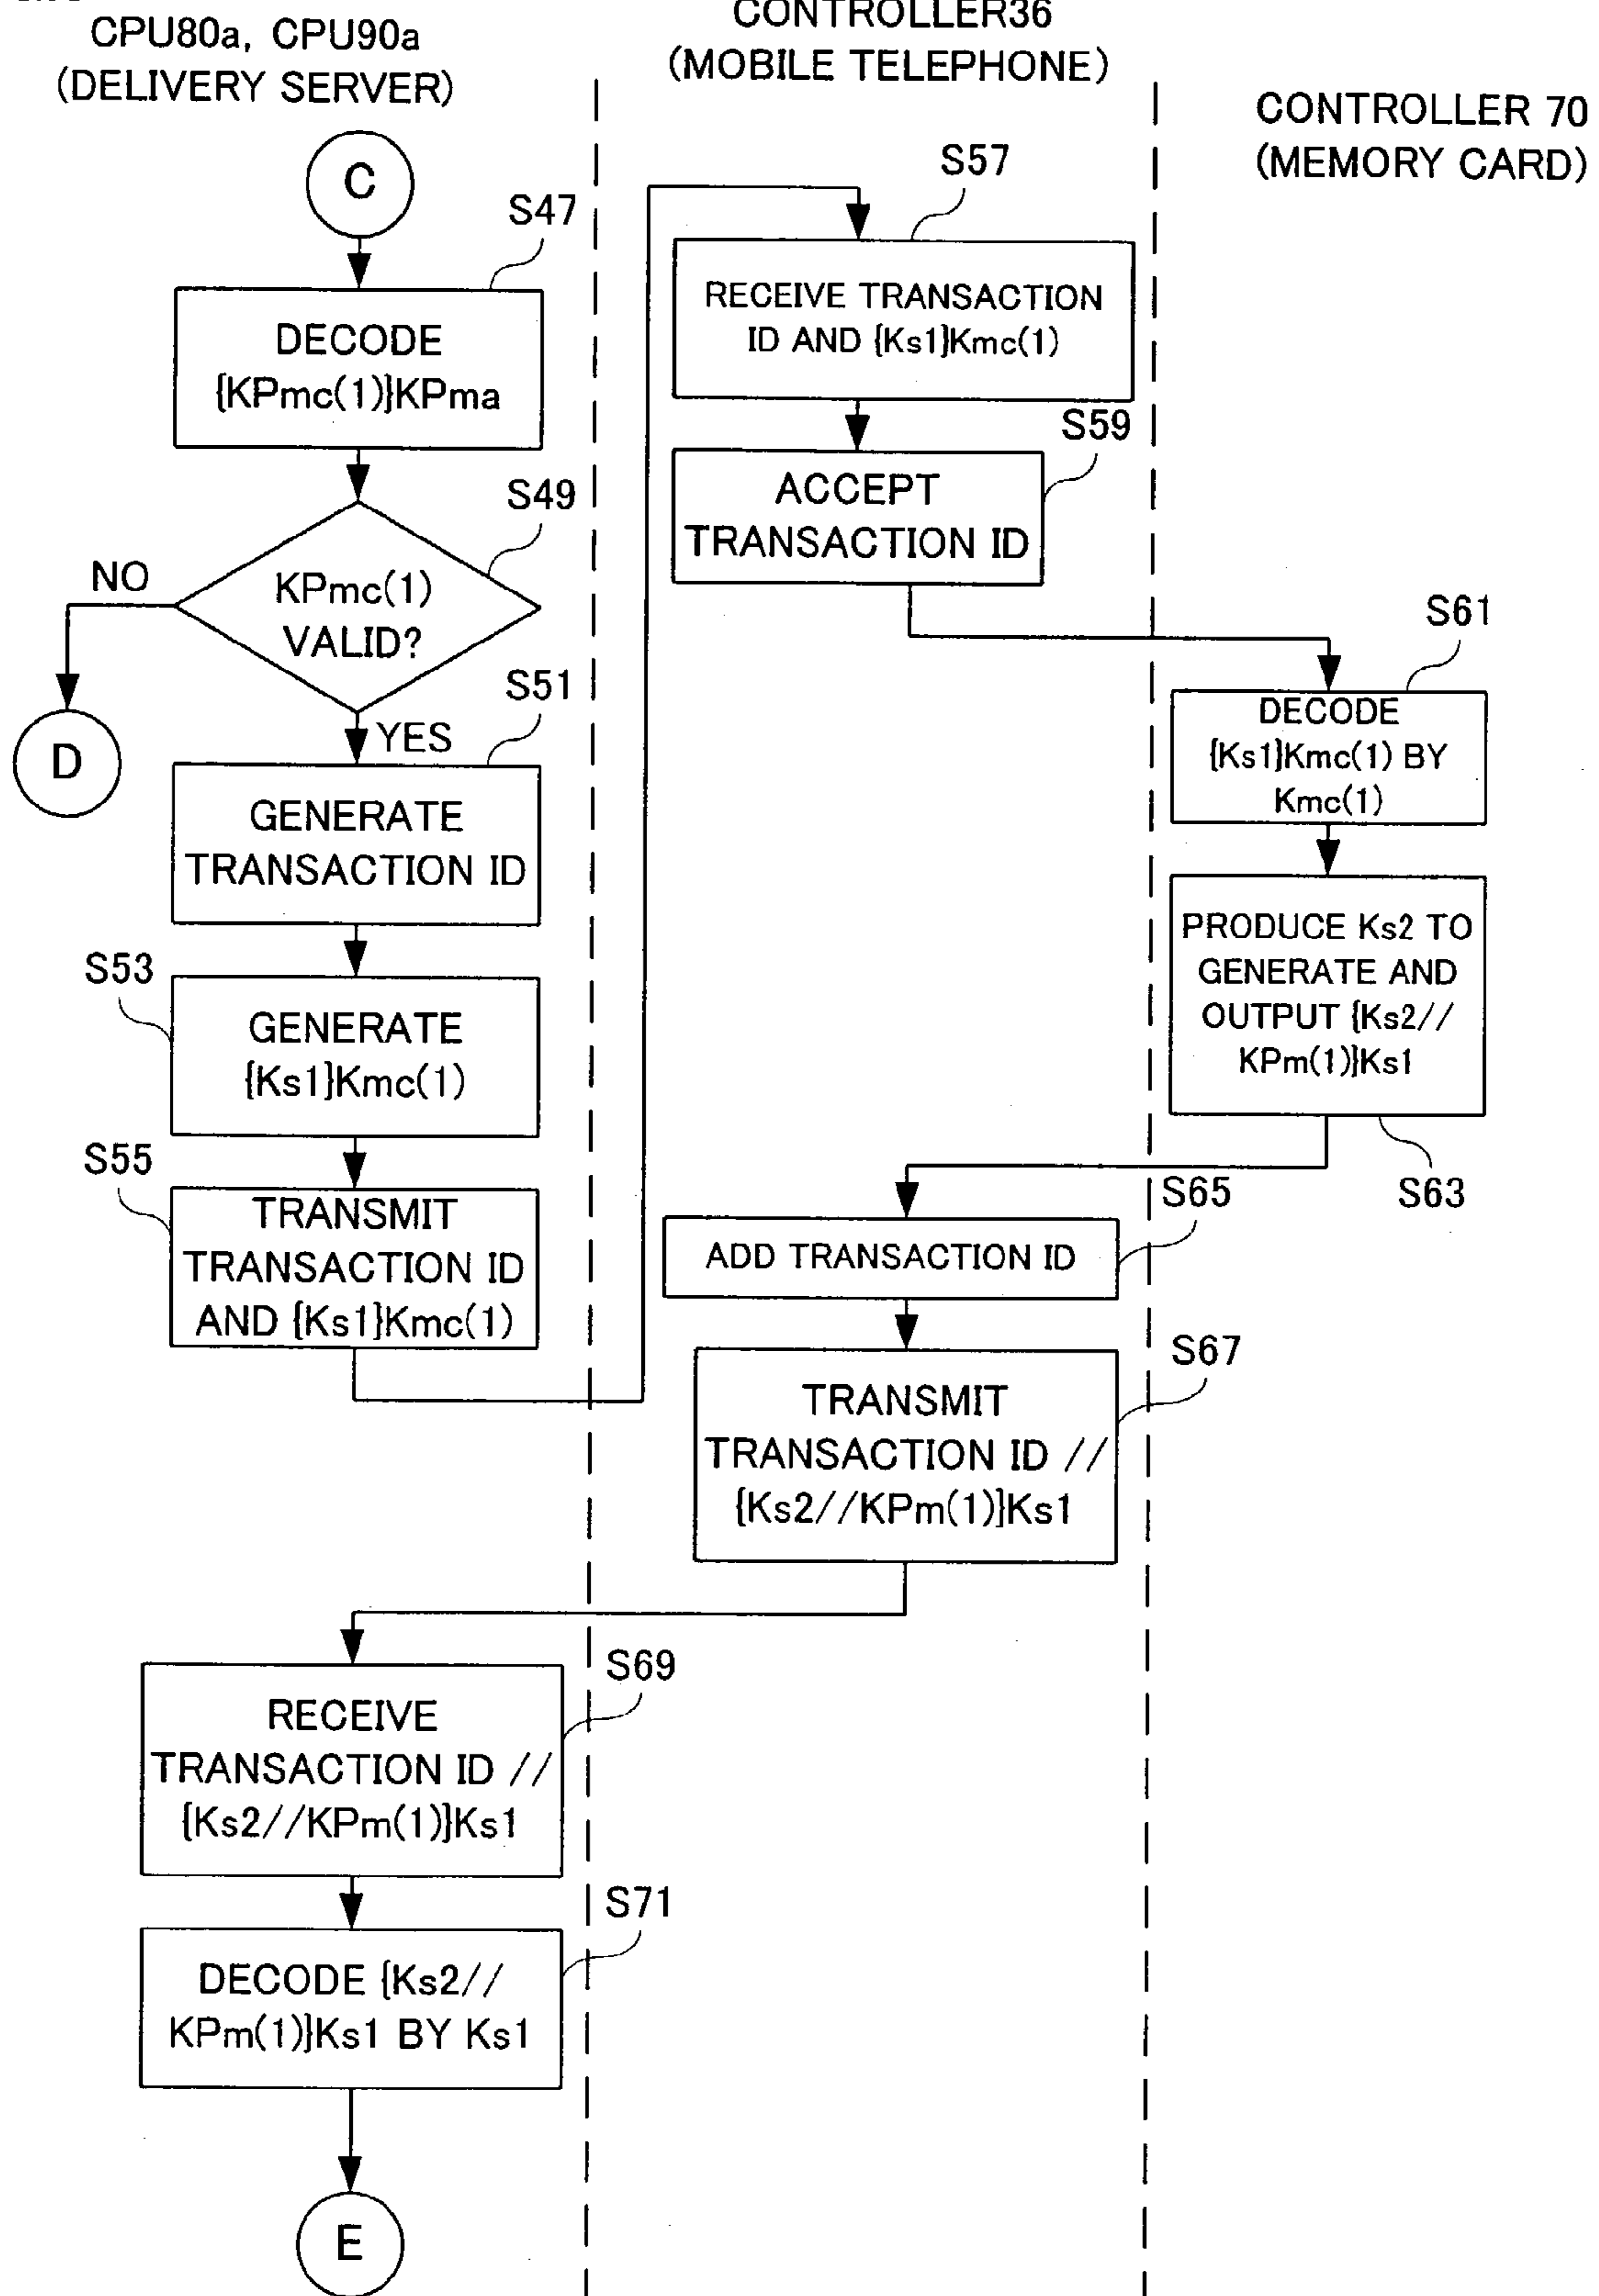 CPU80a, CPU90a
(DELIVERY SERVER)
CONTROLLER36
(MOBILE TELEPHONE)
CONTROLLER 70
(MEMORY CARD)
C
S47
DECODE
{KPmc(1)}KPma
S49
KPmc(1)
VALID?
NO
D
YES
S51
GENERATE
TRANSACTION ID
S53
GENERATE
{Ks1}Kmc(1)
S55
TRANSMIT
TRANSACTION ID
AND {Ks1}Kmc(1)
S57
RECEIVE TRANSACTION
ID AND {Ks1}Kmc(1)
S59
ACCEPT
TRANSACTION ID
S61
DECODE
{Ks1}Kmc(1) BY
Kmc(1)
PRODUCE Ks2 TO
GENERATE AND
OUTPUT {Ks2//
KPm(1)}Ks1
S63
S65
ADD TRANSACTION ID
S67
TRANSMIT
TRANSACTION ID //
{Ks2//KPm(1)}Ks1
S69
RECEIVE
TRANSACTION ID //
{Ks2//KPm(1)}Ks1
S71
DECODE {Ks2//
KPm(1)}Ks1 BY Ks1
E